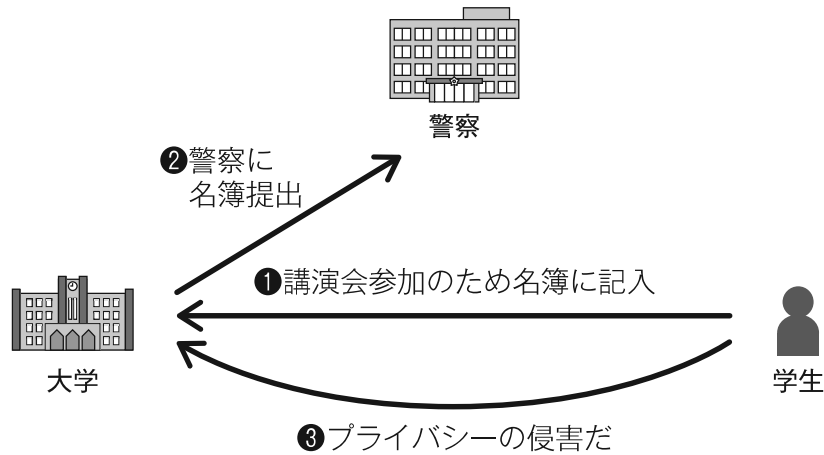 警察
❷警察に
名簿提出
❶講演会参加のため名簿に記入
大学
学生
❸プライバシーの侵害だ